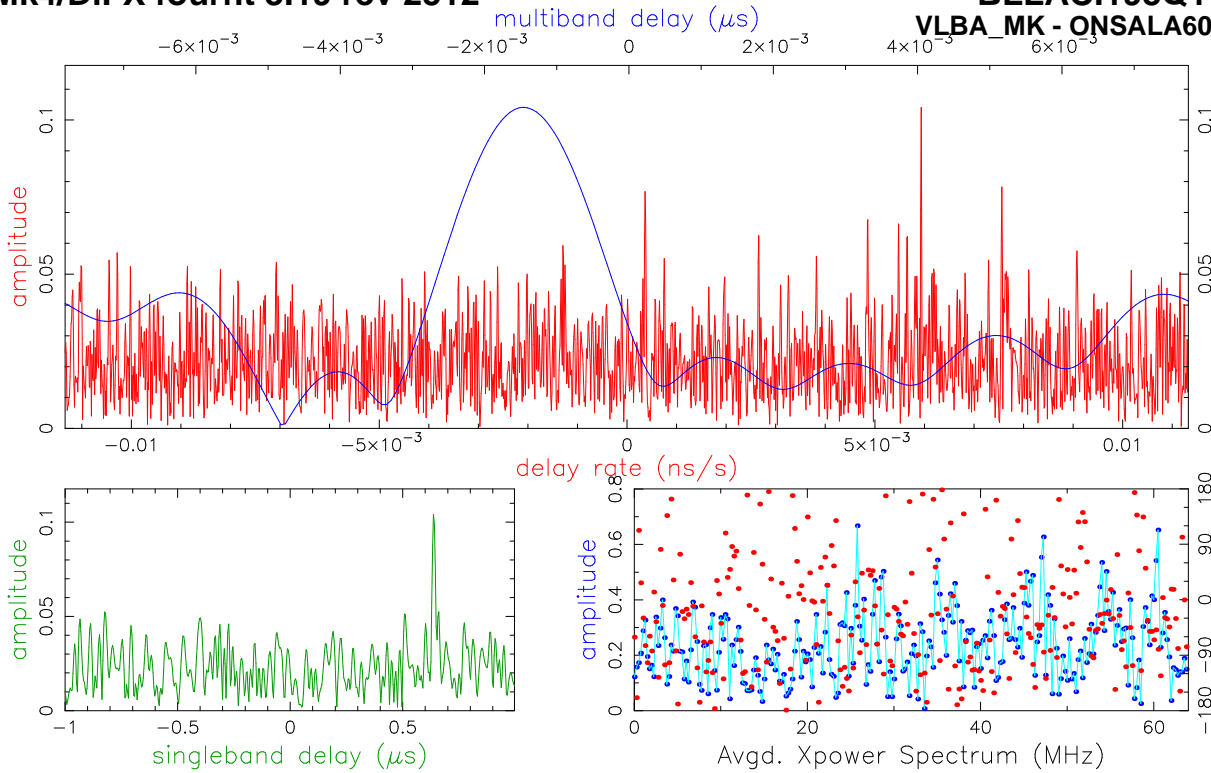 multiband delay (μs)
VLBA_MK - ONSALA60
−6×10⁻³ −4×10⁻³ −2×10⁻³ 0 2×10⁻³ 4×10⁻³ 6×10⁻³
amplitude
0 0.05 0.1
0 0.05 0.1
−0.01 −5×10⁻³ 0 5×10⁻³ 0.01
delay rate (ns/s)
amplitude
0 0.05 0.1
−1 −0.5 0 0.5
singleband delay (μs)
amplitude
0 0.2 0.4 0.6 0.8
−180 −90 0 90 180
0 20 40 60
Avgd. Xpower Spectrum (MHz)